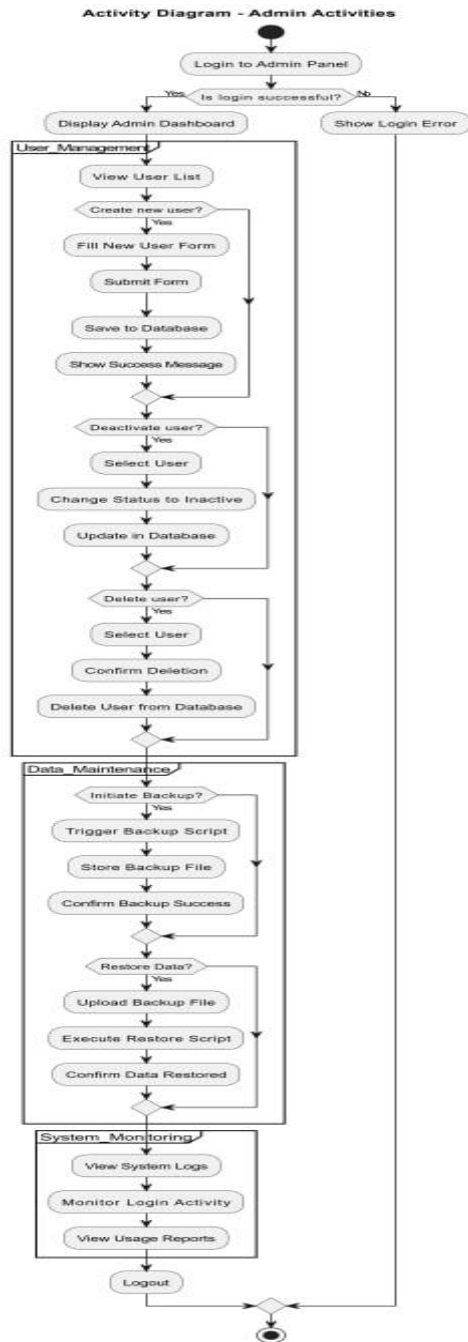 Activity Diagram - Admin Activities
Login to Admin Panel
Yes
Is login successful?
No
Display Admin Dashboard
Show Login Error
User_Management
View User List
Create new user?
Yes
Fill New User Form
Submit Form
Save to Database
Show Success Message
Deactivate user?
Yes
Select User
Change Status to Inactive
Update in Database
Delete user?
Yes
Select User
Confirm Deletion
Delete User from Database
Data_Maintenance
Initiate Backup?
Yes
Trigger Backup Script
Store Backup File
Confirm Backup Success
Restore Data?
Yes
Upload Backup File
Execute Restore Script
Confirm Data Restored
System_Monitoring
View System Logs
Monitor Login Activity
View Usage Reports
Logout